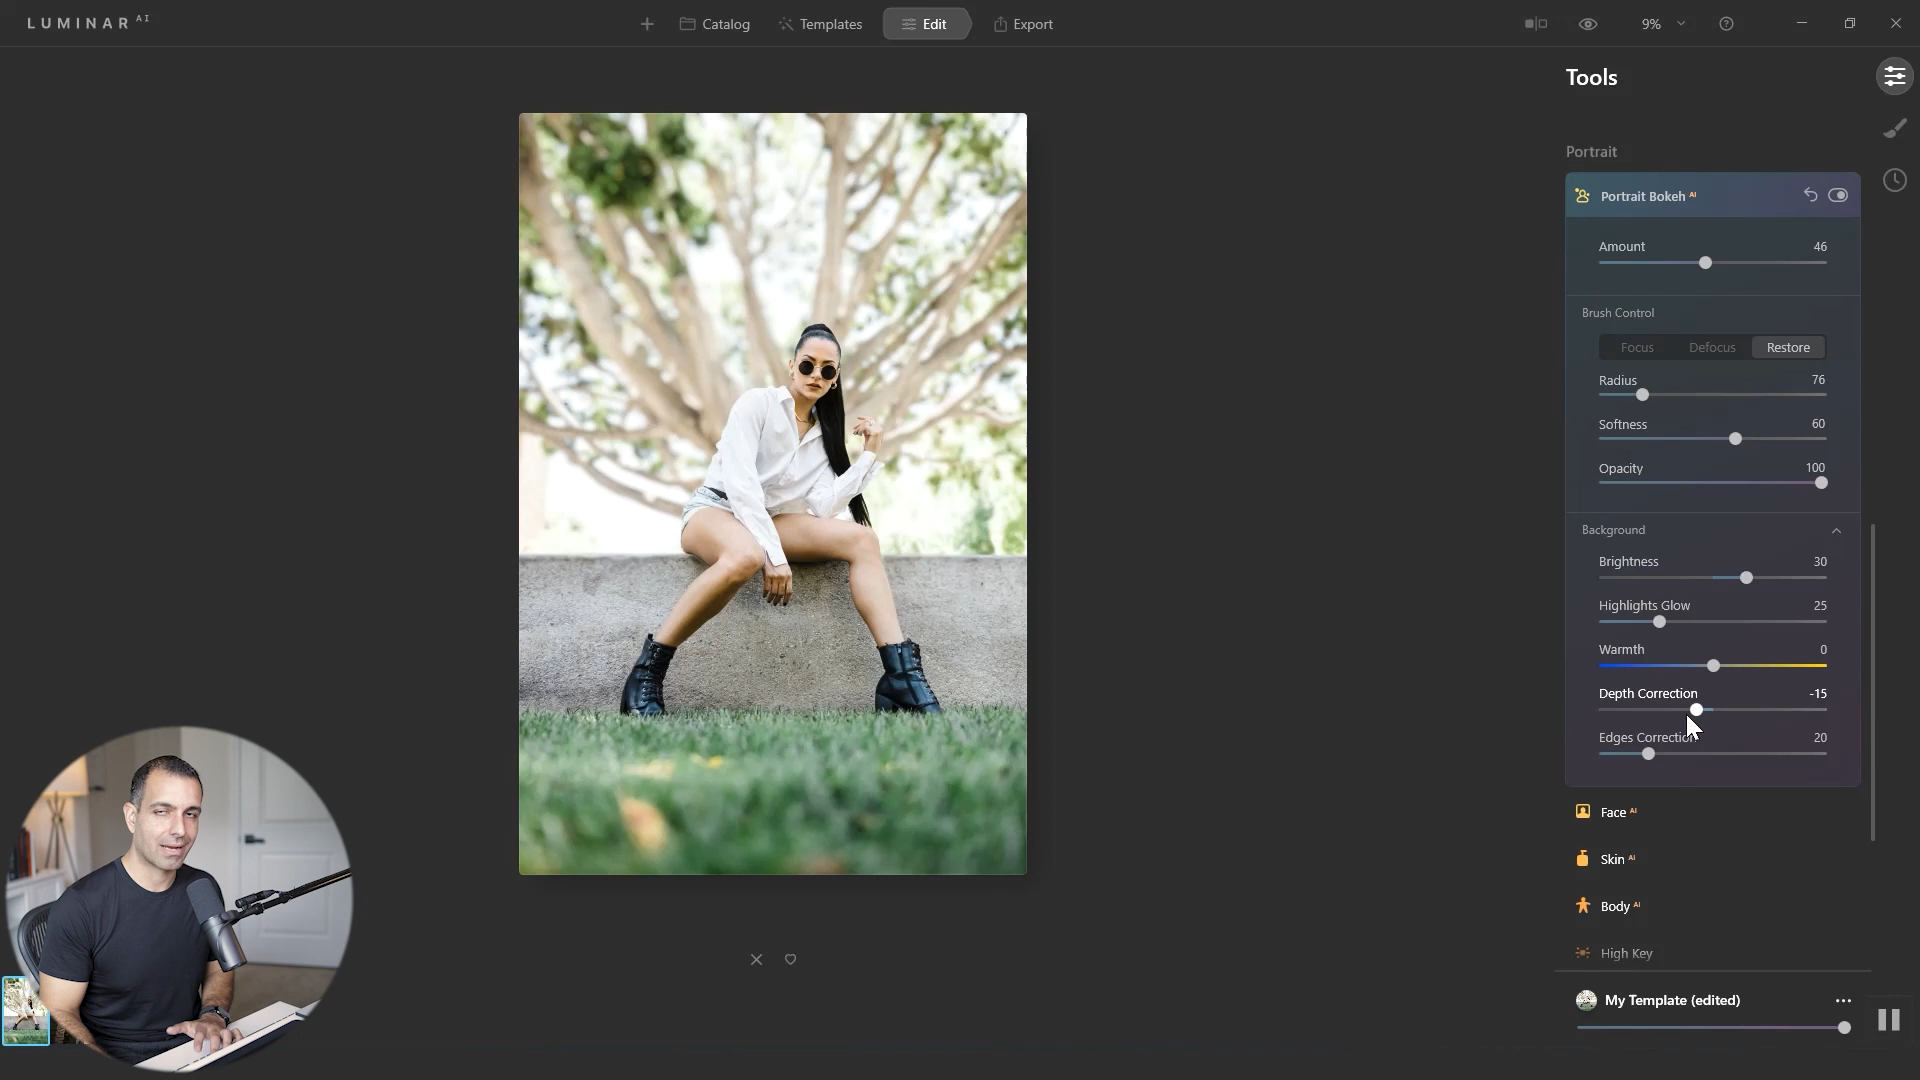 LUMINAR AI
Catalog
Templates
Edit
Export
9%
Tools
Portrait
Portrait Bokeh AI
Amount 46
Brush Control
Focus Defocus Restore
Radius 76
Softness 60
Opacity 100
Background
Brightness 30
Highlights Glow 25
Warmth 0
Depth Correction -15
Edges Correction 20
Face AI
Skin AI
Body AI
High Key
My Template (edited)